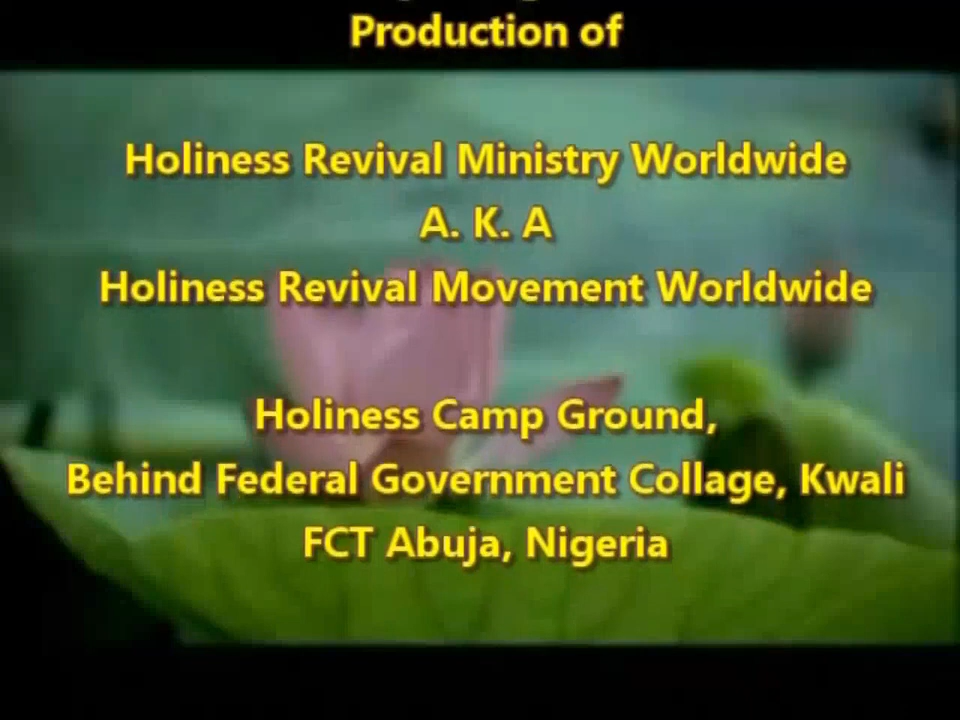 Production of
Holiness Revival Ministry Worldwide
A. K. A
Holiness Revival Movement Worldwide
Holiness Camp Ground,
Behind Federal Government Collage, Kwali
FCT Abuja, Nigeria